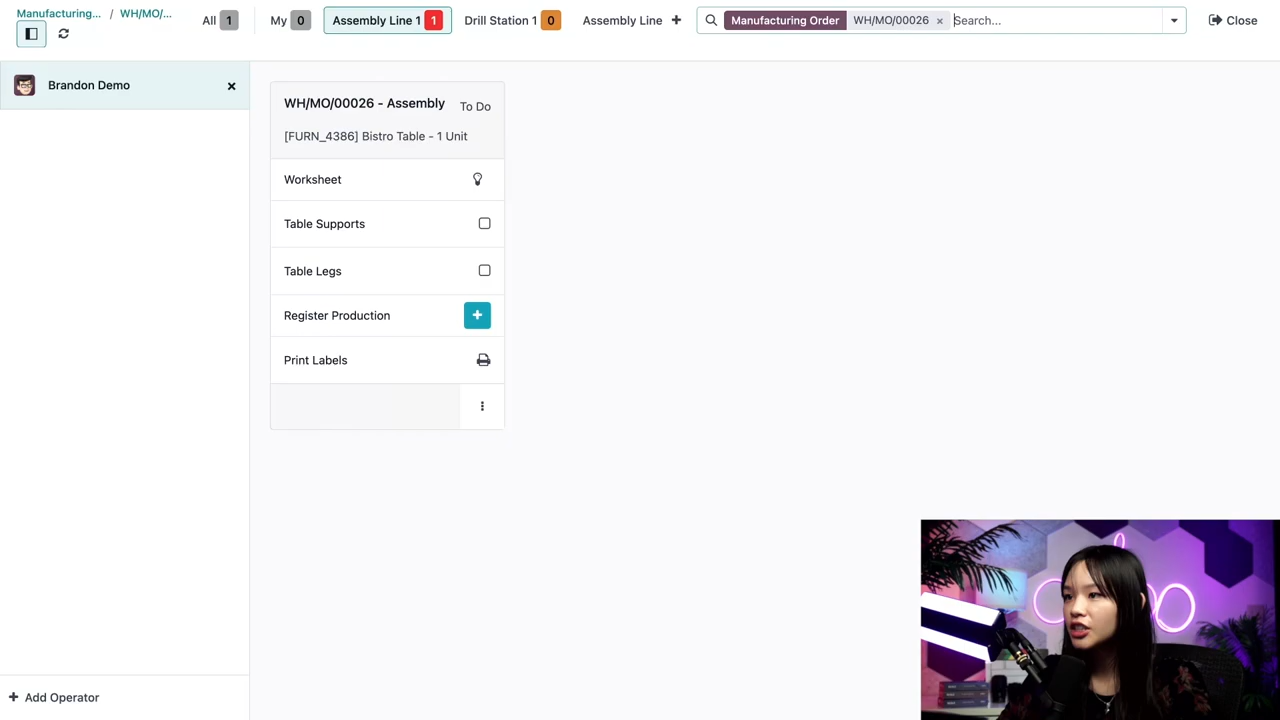 Manufacturing... / WH/MO/...
All 1
My 0
Assembly Line 1 1
Drill Station 1 0
Assembly Line
Manufacturing Order WH/MO/00026 × Search...
Close
Brandon Demo
WH/MO/00026 - Assembly To Do
[FURN_4386] Bistro Table - 1 Unit
Worksheet
Table Supports
Table Legs
Register Production
Print Labels
Add Operator